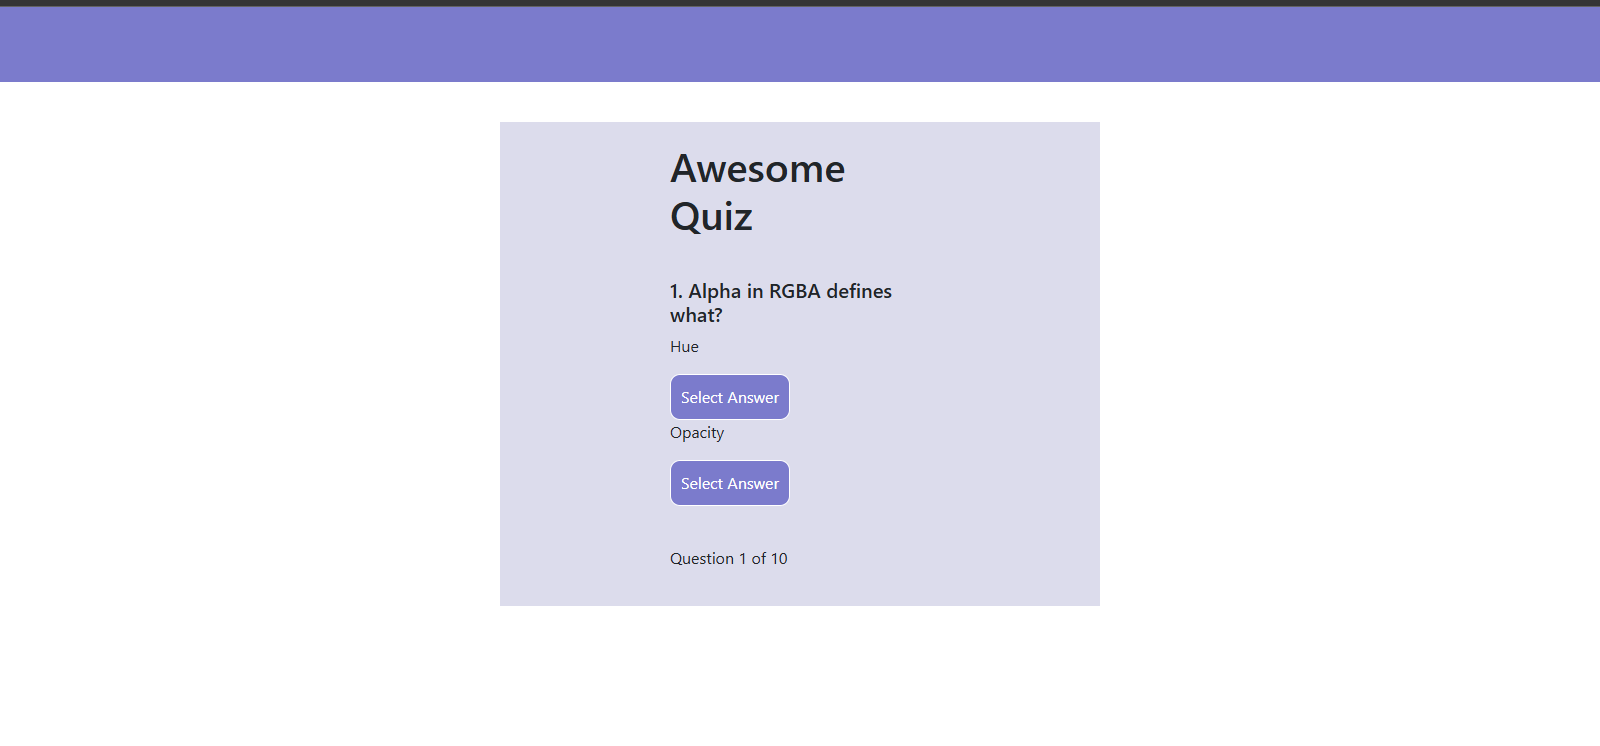 Awesome
Quiz
1. Alpha in RGBA defines
what?
Hue
Select Answer
Opacity
Select Answer
Question 1 of 10